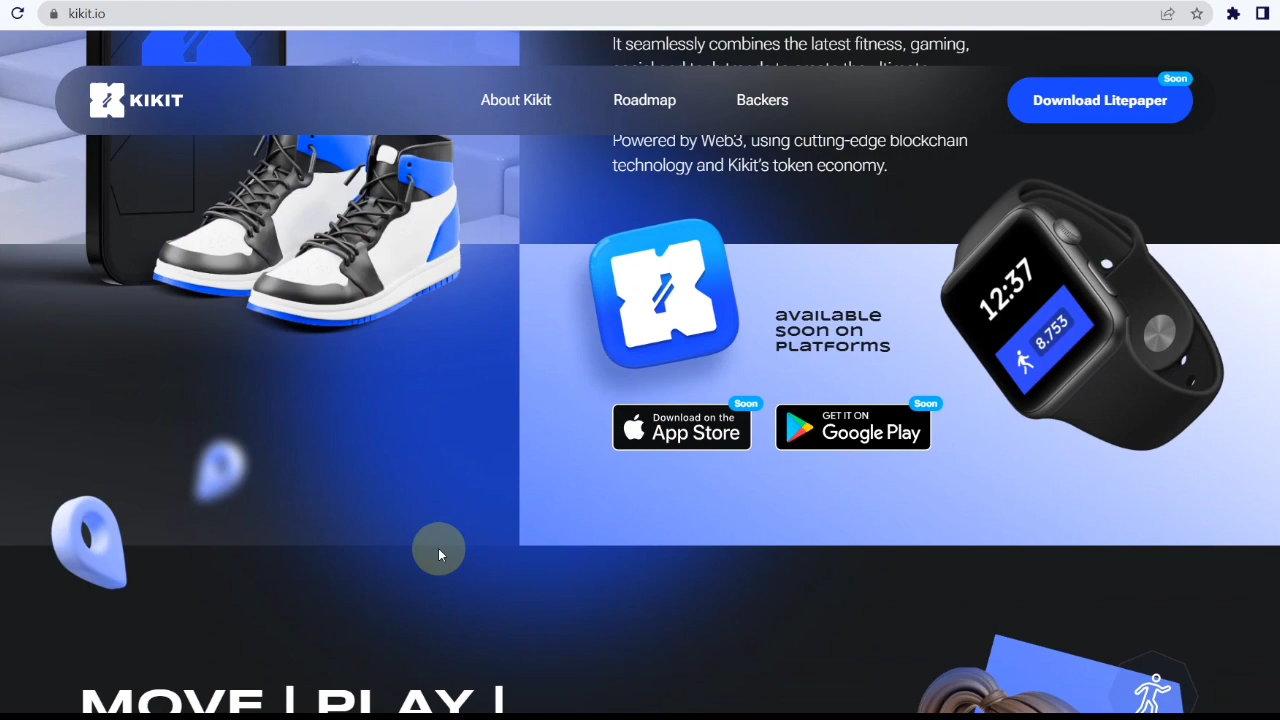 kikit.io
It seamlessly combines the latest fitness, gaming,
KIKIT
About Kikit
Roadmap
Backers
Soon
Download Litepaper
Powered by Web3, using cutting-edge blockchain
technology and Kikit's token economy.
12:37
8.753
available
soon on
platforms
Soon
Download on the
App Store
Soon
GET IT ON
Google Play
MOVE | PLAY |